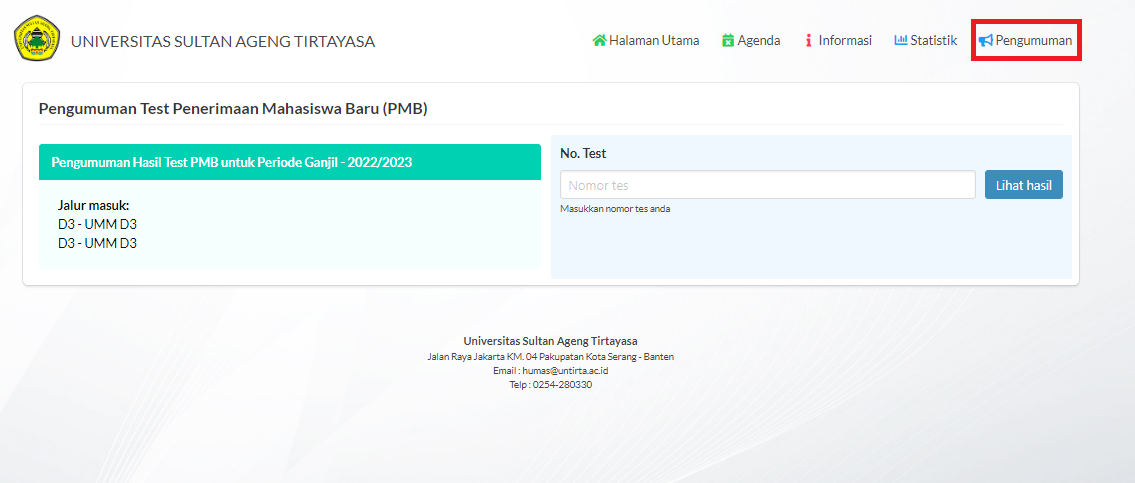 UNIVERSITAS SULTAN AGENG TIRTAYASA
Halaman Utama
Agenda
Informasi
Statistik
Pengumuman
Pengumuman Test Penerimaan Mahasiswa Baru (PMB)
Pengumuman Hasil Test PMB untuk Periode Ganjil - 2022/2023
Jalur masuk:
D3 - UMM D3
D3 - UMM D3
No. Test
Nomor tes
Lihat hasil
Masukkan nomor tes anda
Universitas Sultan Ageng Tirtayasa
Jalan Raya Jakarta KM. 04 Pakupatan Kota Serang - Banten
Email : humas@untirta.ac.id
Telp : 0254-280330